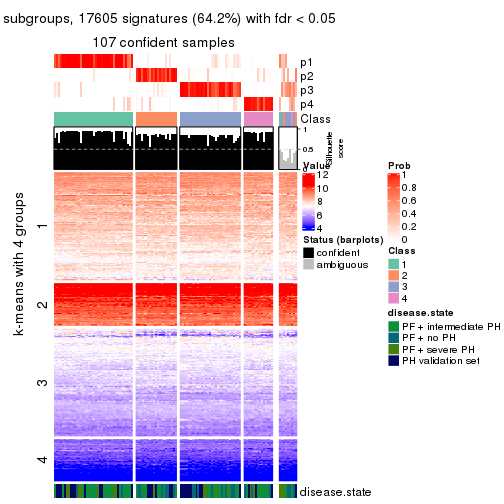 subgroups, 17605 signatures (64.2%) with fdr < 0.05
107 confident samples
p1
p2
p3
p4
Class
1
0.5
0
Silhouette
score
k-means with 4 groups
1
2
3
4
disease.state
Value
12
10
8
6
4
Status (barplots)
confident
ambiguous
Prob
1
0.8
0.6
0.4
0.2
0
Class
1
2
3
4
disease.state
PF + intermediate PH
PF + no PH
PF + severe PH
PH validation set